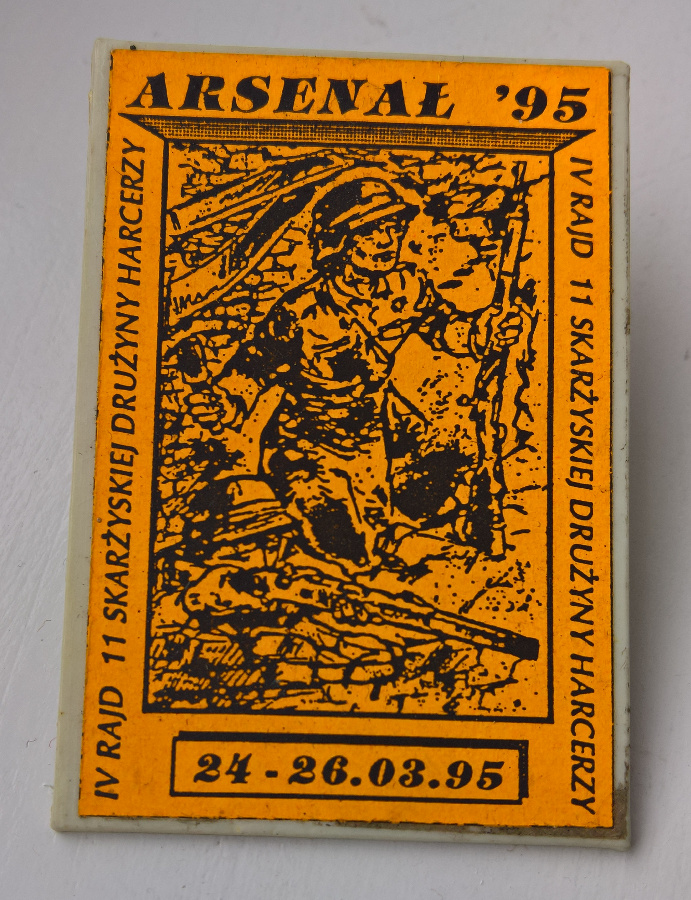 ARSENAŁ '95
IV RAJD 11 SKARŻYSKIEJ DRUŻYNY HARCERZY
IV RAJD 11 SKARŻYSKIEJ DRUŻYNY HARCERZY
24 - 26.03.95